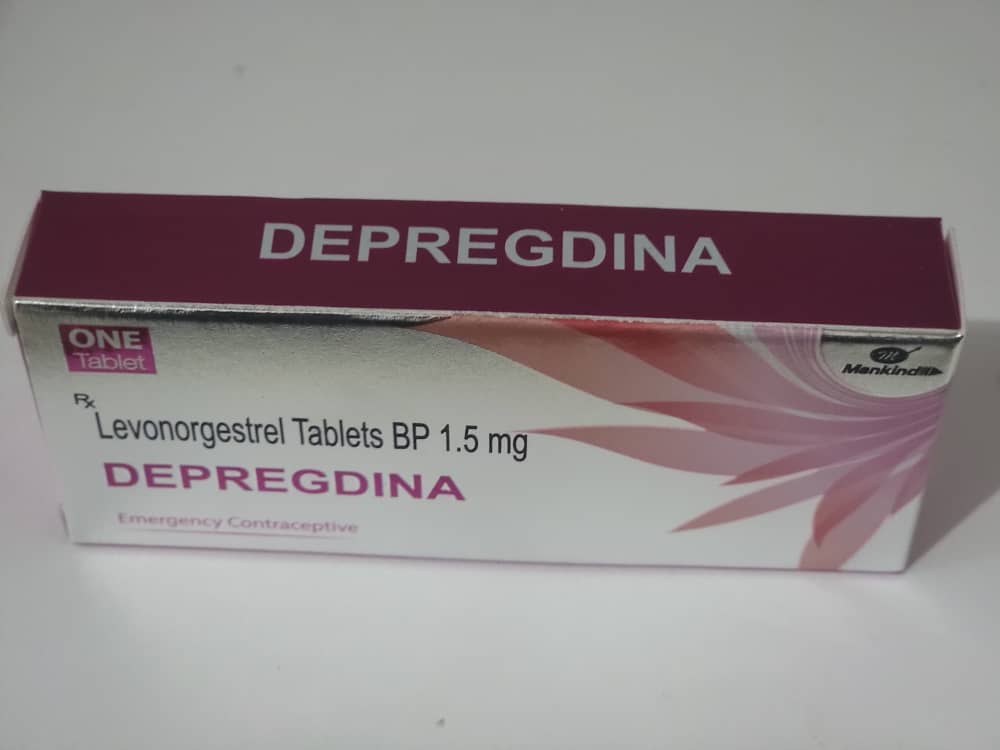 DEPREGDINA
ONE
Tablet
Mankind
Rx
Levonorgestrel Tablets BP 1.5 mg
DEPREGDINA
Emergency Contraceptive